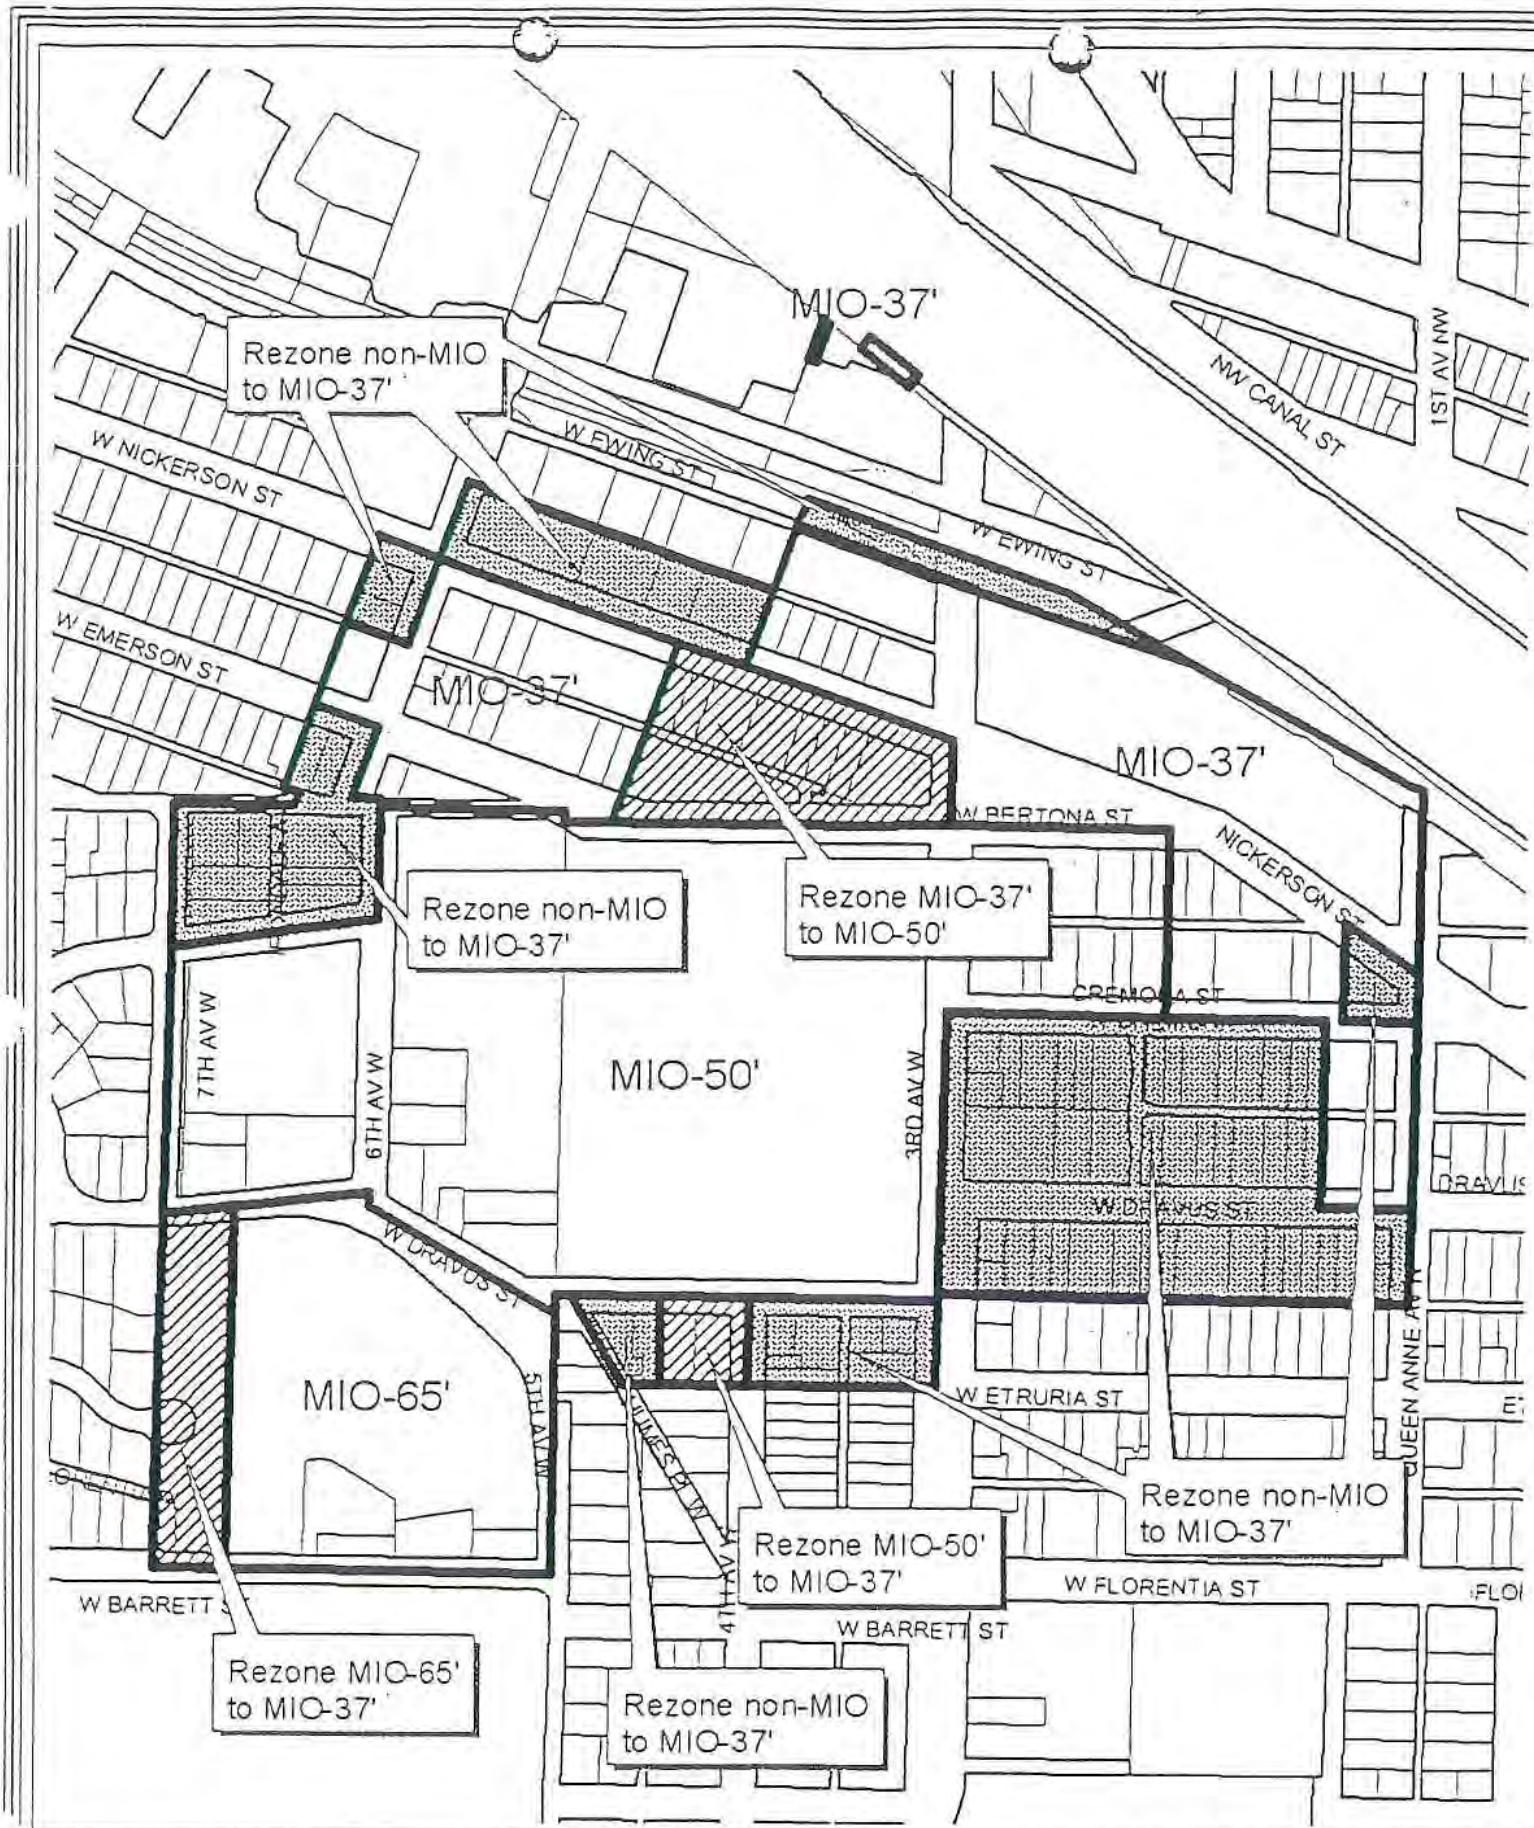 MIO-37'
Rezone non-MIO
to MIO-37'
NW CANAL ST
1ST AV NW
W NICKERSON ST
W EWING ST
W EWING ST
W EMERSON ST
MIO-37'
MIO-37'
W BERTONA ST
NICKERSON ST
Rezone non-MIO
to MIO-37'
Rezone MIO-37'
to MIO-50'
CREMONA ST
7TH AV W
6TH AV W
MIO-50'
3RD AV W
DRAVUS
W DRAVUS ST
W DRAVUS ST
MIO-65'
5TH AV W
W ETRURIA ST
QUEEN ANNE AV N
Rezone non-MIO
to MIO-37'
Rezone MIO-50'
to MIO-37'
4TH AV W
W FLORENTIA ST
FLO
W BARRETT ST
W BARRETT ST
Rezone MIO-65'
to MIO-37'
Rezone non-MIO
to MIO-37'